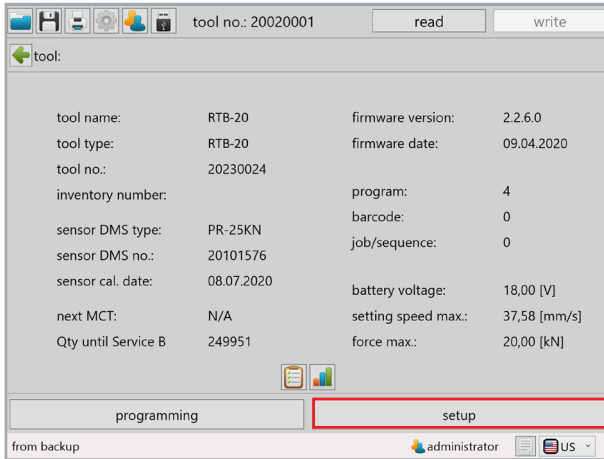 tool no.: 20020001 read write
tool:
tool name: RTB-20 firmware version: 2.2.6.0
tool type: RTB-20 firmware date: 09.04.2020
tool no.: 20230024
inventory number: program: 4
barcode: 0
sensor DMS type: PR-25KN
job/sequence: 0
sensor DMS no.: 20101576
sensor cal. date: 08.07.2020
battery voltage: 18,00 [V]
next MCT: N/A setting speed max.: 37,58 [mm/s]
Qty until Service B 249951 force max.: 20,00 [kN]
programming setup
from backup administrator US